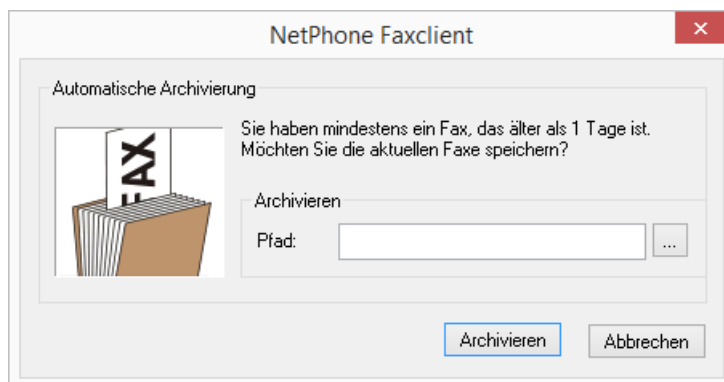 NetPhone Faxclient
Automatische Archivierung
FAX
Sie haben mindestens ein Fax, das älter als 1 Tage ist.
Möchten Sie die aktuellen Faxe speichern?
Archivieren
Pfad:
...
Archivieren
Abbrechen